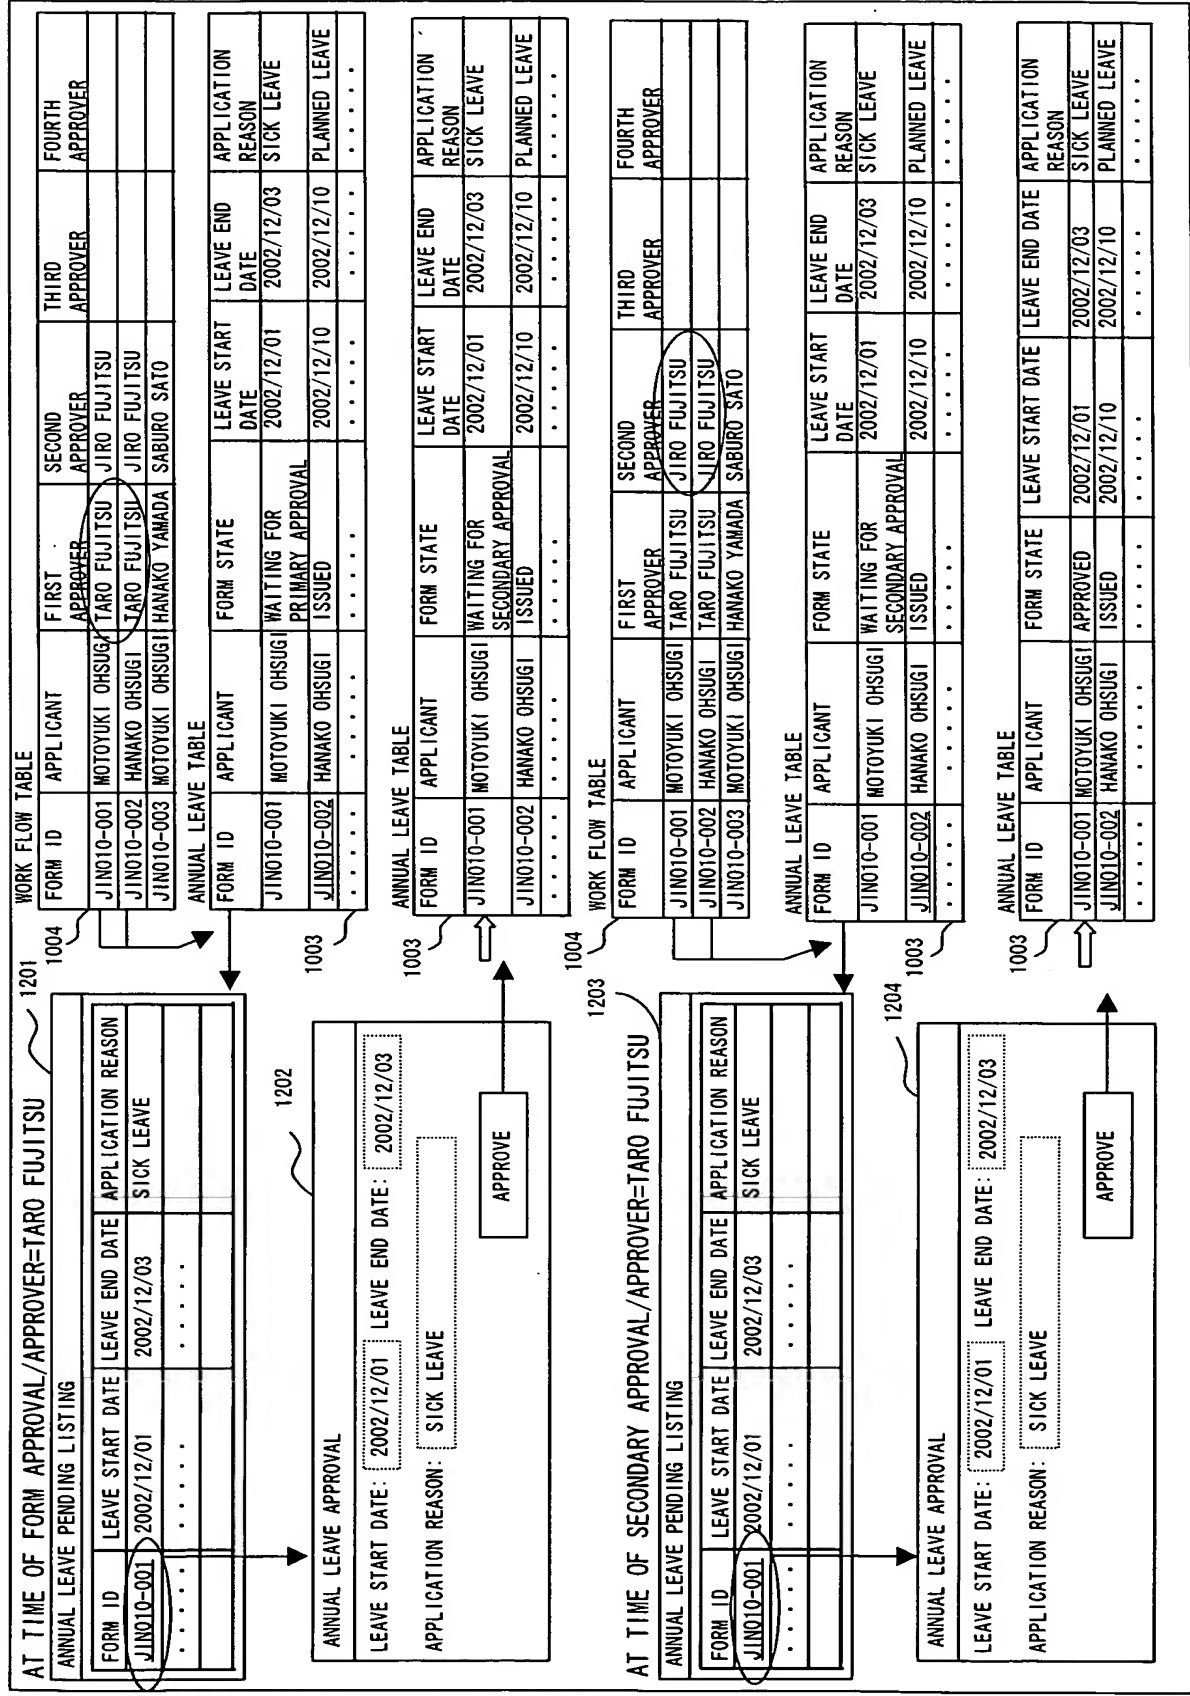 AT TIME OF FORM APPROVAL/APPROVER=TARO FUJITSU
1201
ANNUAL LEAVE PENDING LISTING
FORM ID LEAVE START DATE LEAVE END DATE APPLICATION REASON
JIN010-001 2002/12/01 2002/12/03 SICK LEAVE
..... ..... .....
1202
ANNUAL LEAVE APPROVAL
LEAVE START DATE: 2002/12/01 LEAVE END DATE: 2002/12/03
APPLICATION REASON: SICK LEAVE
APPROVE
WORK FLOW TABLE
1004
FORM ID APPLICANT FIRST APPROVER SECOND APPROVER THIRD APPROVER FOURTH APPROVER
JIN010-001 MOTOYUKI OHSUGI TARO FUJITSU JIRO FUJITSU
JIN010-002 HANAKO OHSUGI TARO FUJITSU JIRO FUJITSU
JIN010-003 MOTOYUKI OHSUGI HANAKO YAMADA SABURO SATO
ANNUAL LEAVE TABLE
FORM ID APPLICANT FORM STATE LEAVE START DATE LEAVE END DATE APPLICATION REASON
JIN010-001 MOTOYUKI OHSUGI WAITING FOR PRIMARY APPROVAL 2002/12/01 2002/12/03 SICK LEAVE
JIN010-002 HANAKO OHSUGI ISSUED 2002/12/10 2002/12/10 PLANNED LEAVE
..... ..... ..... ..... ..... .....
1003
ANNUAL LEAVE TABLE
FORM ID APPLICANT FORM STATE LEAVE START DATE LEAVE END DATE APPLICATION REASON
JIN010-001 MOTOYUKI OHSUGI WAITING FOR SECONDARY APPROVAL 2002/12/01 2002/12/03 SICK LEAVE
JIN010-002 HANAKO OHSUGI ISSUED 2002/12/10 2002/12/10 PLANNED LEAVE
..... ..... ..... ..... ..... .....
1003
AT TIME OF SECONDARY APPROVAL/APPROVER=TARO FUJITSU
1203
ANNUAL LEAVE PENDING LISTING
FORM ID LEAVE START DATE LEAVE END DATE APPLICATION REASON
JIN010-001 2002/12/01 2002/12/03 SICK LEAVE
..... ..... .....
1204
ANNUAL LEAVE APPROVAL
LEAVE START DATE: 2002/12/01 LEAVE END DATE: 2002/12/03
APPLICATION REASON: SICK LEAVE
APPROVE
WORK FLOW TABLE
1004
FORM ID APPLICANT FIRST APPROVER SECOND APPROVER THIRD APPROVER FOURTH APPROVER
JIN010-001 MOTOYUKI OHSUGI TARO FUJITSU JIRO FUJITSU
JIN010-002 HANAKO OHSUGI TARO FUJITSU JIRO FUJITSU
JIN010-003 MOTOYUKI OHSUGI HANAKO YAMADA SABURO SATO
ANNUAL LEAVE TABLE
FORM ID APPLICANT FORM STATE LEAVE START DATE LEAVE END DATE APPLICATION REASON
JIN010-001 MOTOYUKI OHSUGI WAITING FOR SECONDARY APPROVAL 2002/12/01 2002/12/03 SICK LEAVE
JIN010-002 HANAKO OHSUGI ISSUED 2002/12/10 2002/12/10 PLANNED LEAVE
..... ..... ..... ..... ..... .....
1003
ANNUAL LEAVE TABLE
FORM ID APPLICANT FORM STATE LEAVE START DATE LEAVE END DATE APPLICATION REASON
JIN010-001 MOTOYUKI OHSUGI APPROVED 2002/12/01 2002/12/03 SICK LEAVE
JIN010-002 HANAKO OHSUGI ISSUED 2002/12/10 2002/12/10 PLANNED LEAVE
..... ..... ..... ..... ..... .....
1003